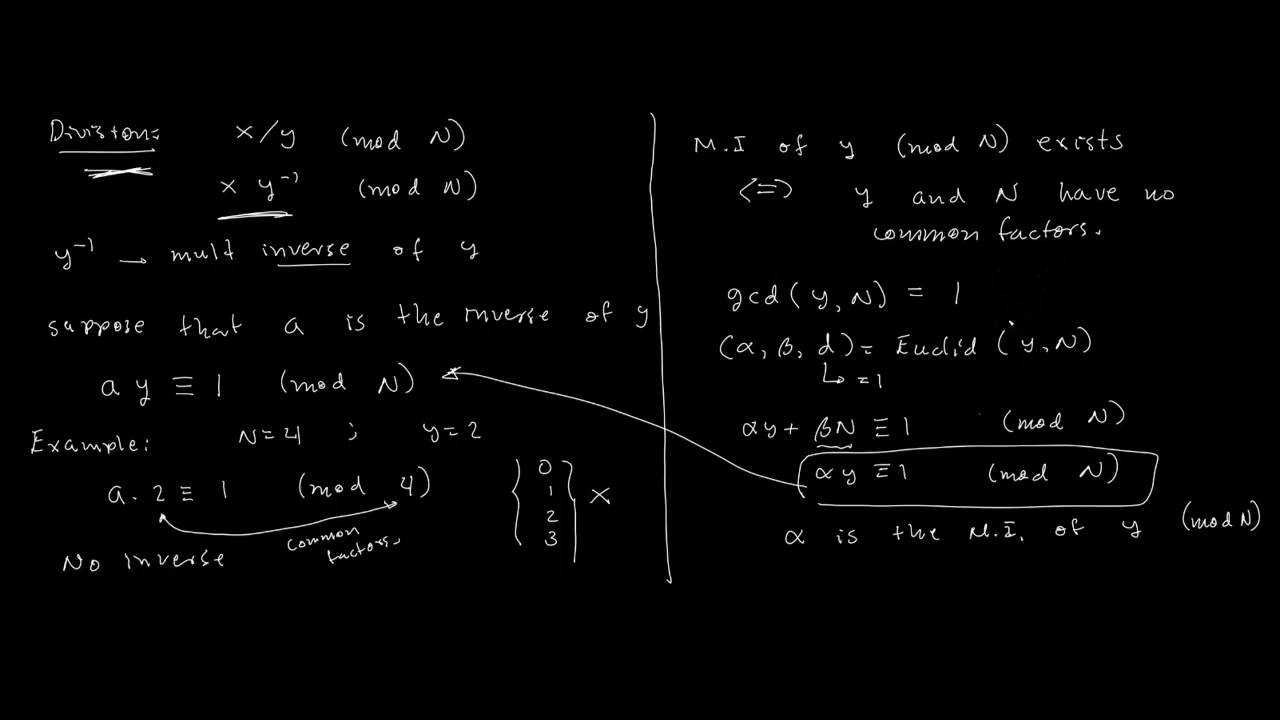 Division: x/y (mod N)
x y⁻¹ (mod N)
y⁻¹ → mult inverse of y
suppose that a is the inverse of y
a y ≡ 1 (mod N)
Example: N=4 ; y=2
a · 2 ≡ 1 (mod 4)
common
factors.
No inverse
0
1
2
3
×
M.I of y (mod N) exists
<=> y and N have no
common factors.
gcd(y, N) = 1
(α, β, d) = Euclid (y, N)
↳ =1
αy + βN ≡ 1 (mod N)
αy ≡ 1 (mod N)
α is the M.I. of y (mod N)